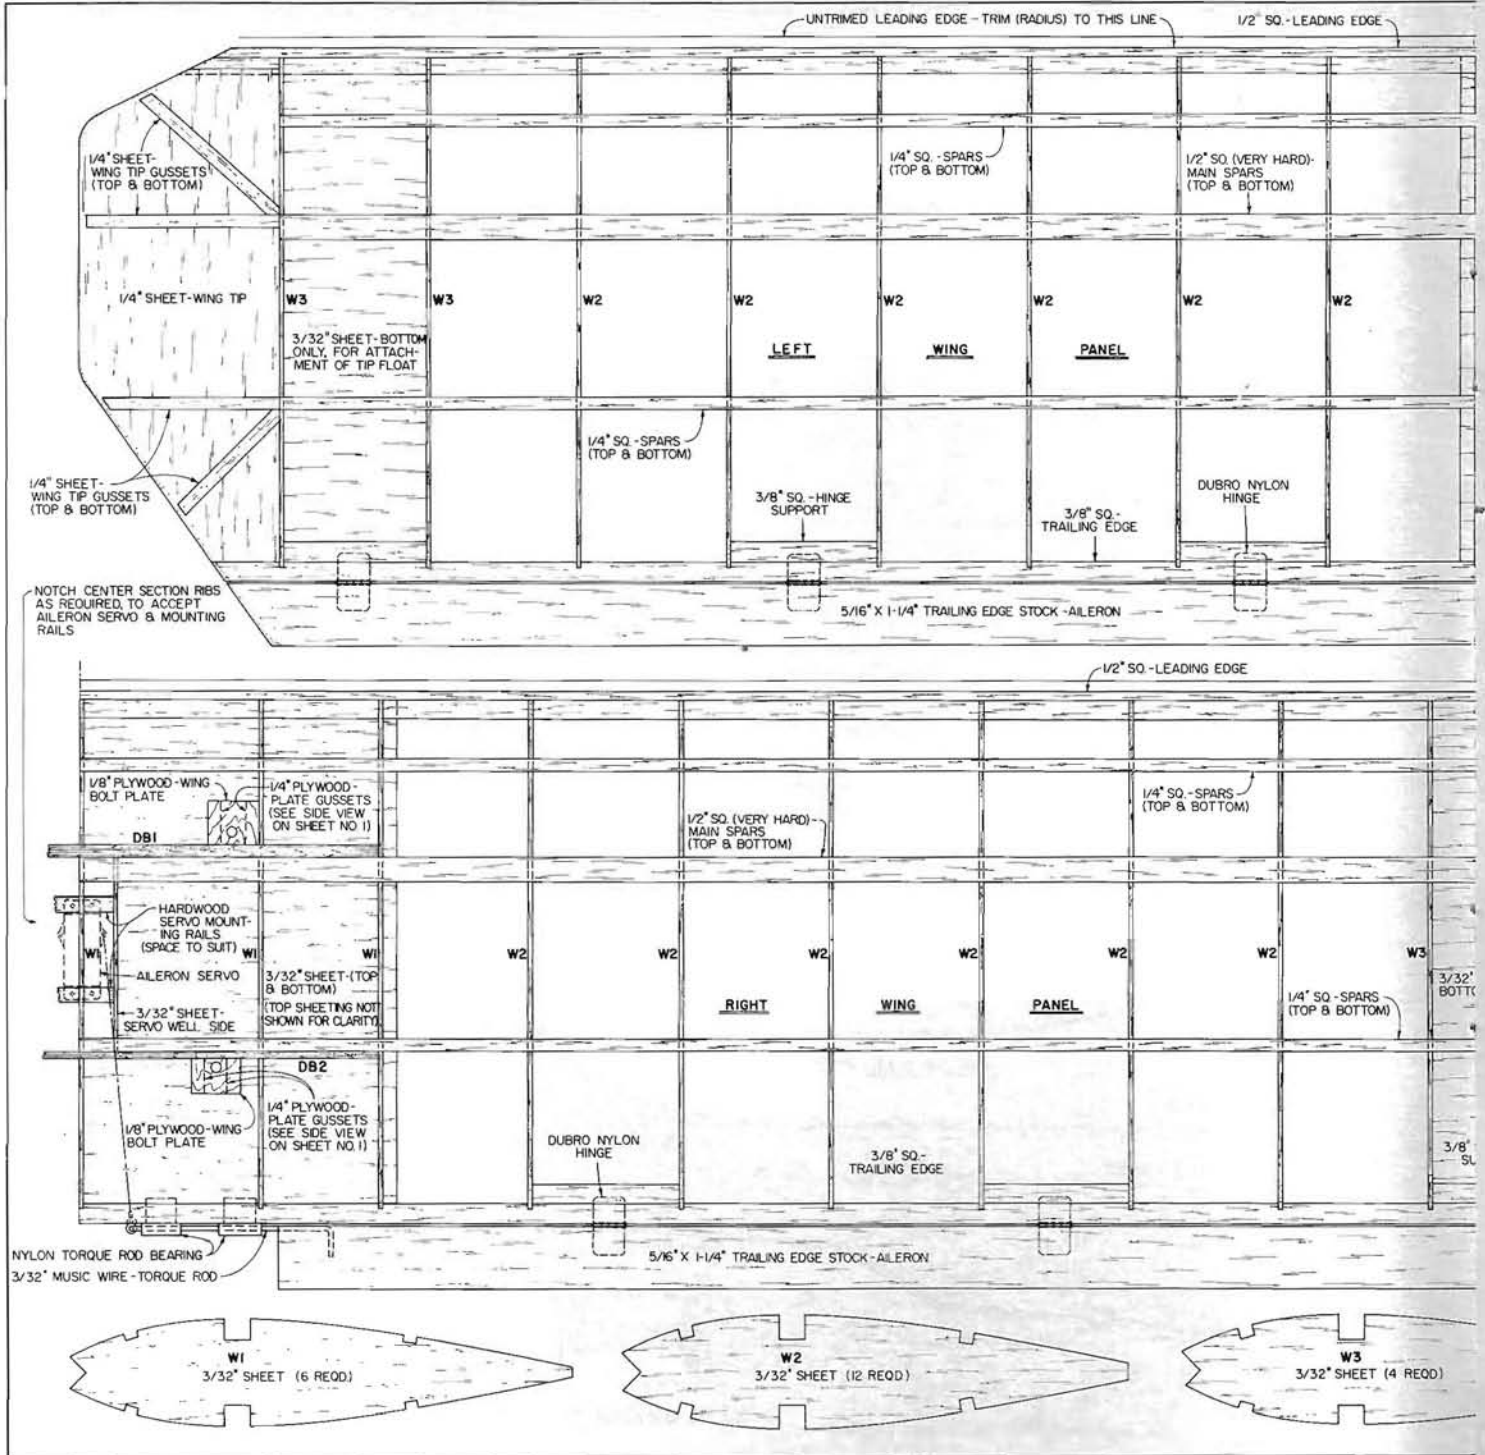 UNTRIMED LEADING EDGE - TRIM (RADIUS) TO THIS LINE
1/2" SQ. - LEADING EDGE
1/4" SHEET-
WING TIP GUSSETS
(TOP & BOTTOM)
1/4" SQ. - SPARS
(TOP & BOTTOM)
1/2" SQ. (VERY HARD)-
MAIN SPARS
(TOP & BOTTOM)
1/4" SHEET-WING TIP
W3
W3
W2
W2
W2
W2
W2
W2
3/32" SHEET-BOTTOM
ONLY, FOR ATTACH-
MENT OF TIP FLOAT
LEFT
WING
PANEL
1/4" SQ. - SPARS
(TOP & BOTTOM)
1/4" SHEET-
WING TIP GUSSETS
(TOP & BOTTOM)
3/8" SQ. - HINGE
SUPPORT
3/8" SQ.-
TRAILING EDGE
DUBRO NYLON
HINGE
NOTCH CENTER SECTION RIBS
AS REQUIRED, TO ACCEPT
AILERON SERVO & MOUNTING
RAILS
5/16" X 1-1/4" TRAILING EDGE STOCK - AILERON
1/2" SQ. - LEADING EDGE
1/8" PLYWOOD-WING
BOLT PLATE
1/4" PLYWOOD-
PLATE GUSSETS
(SEE SIDE VIEW
ON SHEET NO. 1)
DB1
1/2" SQ. (VERY HARD)-
MAIN SPARS
(TOP & BOTTOM)
1/4" SQ. - SPARS
(TOP & BOTTOM)
HARDWOOD
SERVO MOUNT-
ING RAILS
(SPACE TO SUIT)
W1
W1
W1
W2
W2
W2
W2
W2
W2
W3
AILERON SERVO
3/32" SHEET-(TOP
& BOTTOM)
(TOP SHEETING NOT
SHOWN FOR CLARITY)
3/32" SHEET-
SERVO WELL SIDE
RIGHT
WING
PANEL
1/4" SQ. - SPARS
(TOP & BOTTOM)
3/32"
BOTTO
DB2
1/4" PLYWOOD-
PLATE GUSSETS
(SEE SIDE VIEW
ON SHEET NO. 1)
1/8" PLYWOOD-WING
BOLT PLATE
DUBRO NYLON
HINGE
3/8" SQ.-
TRAILING EDGE
3/8"
SU
NYLON TORQUE ROD BEARING
3/32" MUSIC WIRE - TORQUE ROD
5/16" X 1-1/4" TRAILING EDGE STOCK - AILERON
W1
3/32" SHEET (6 REQD.)
W2
3/32" SHEET (12 REQD)
W3
3/32" SHEET (4 REQD)